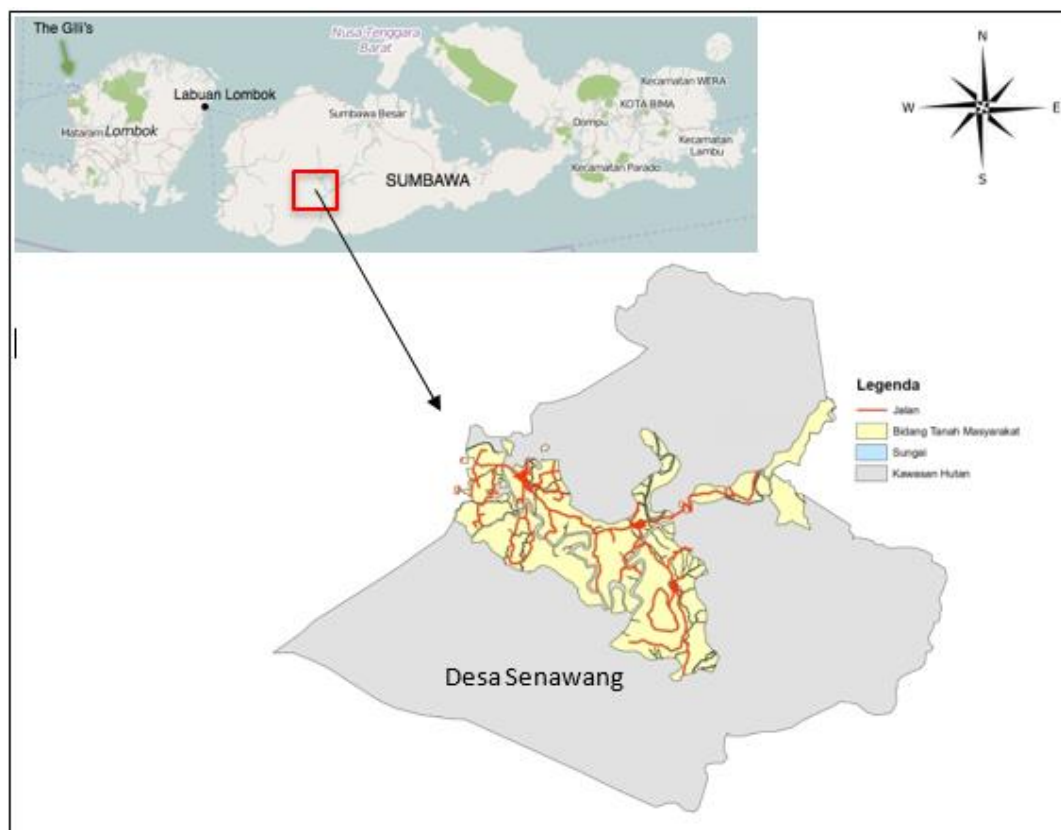 The Gili's
Nusa Tenggara
Barat
Labuan Lombok
Mataram
Lombok
Sumbawa Besar
SUMBAWA
Kecamatan WERA
KOTA BIMA
Dompu
Kecamatan
Lambu
Kecamatan Parado
N
W
E
S
Legenda
Jalan
Bidang Tanah Masyarakat
Sungai
Kawasan Hutan
Desa Senawang